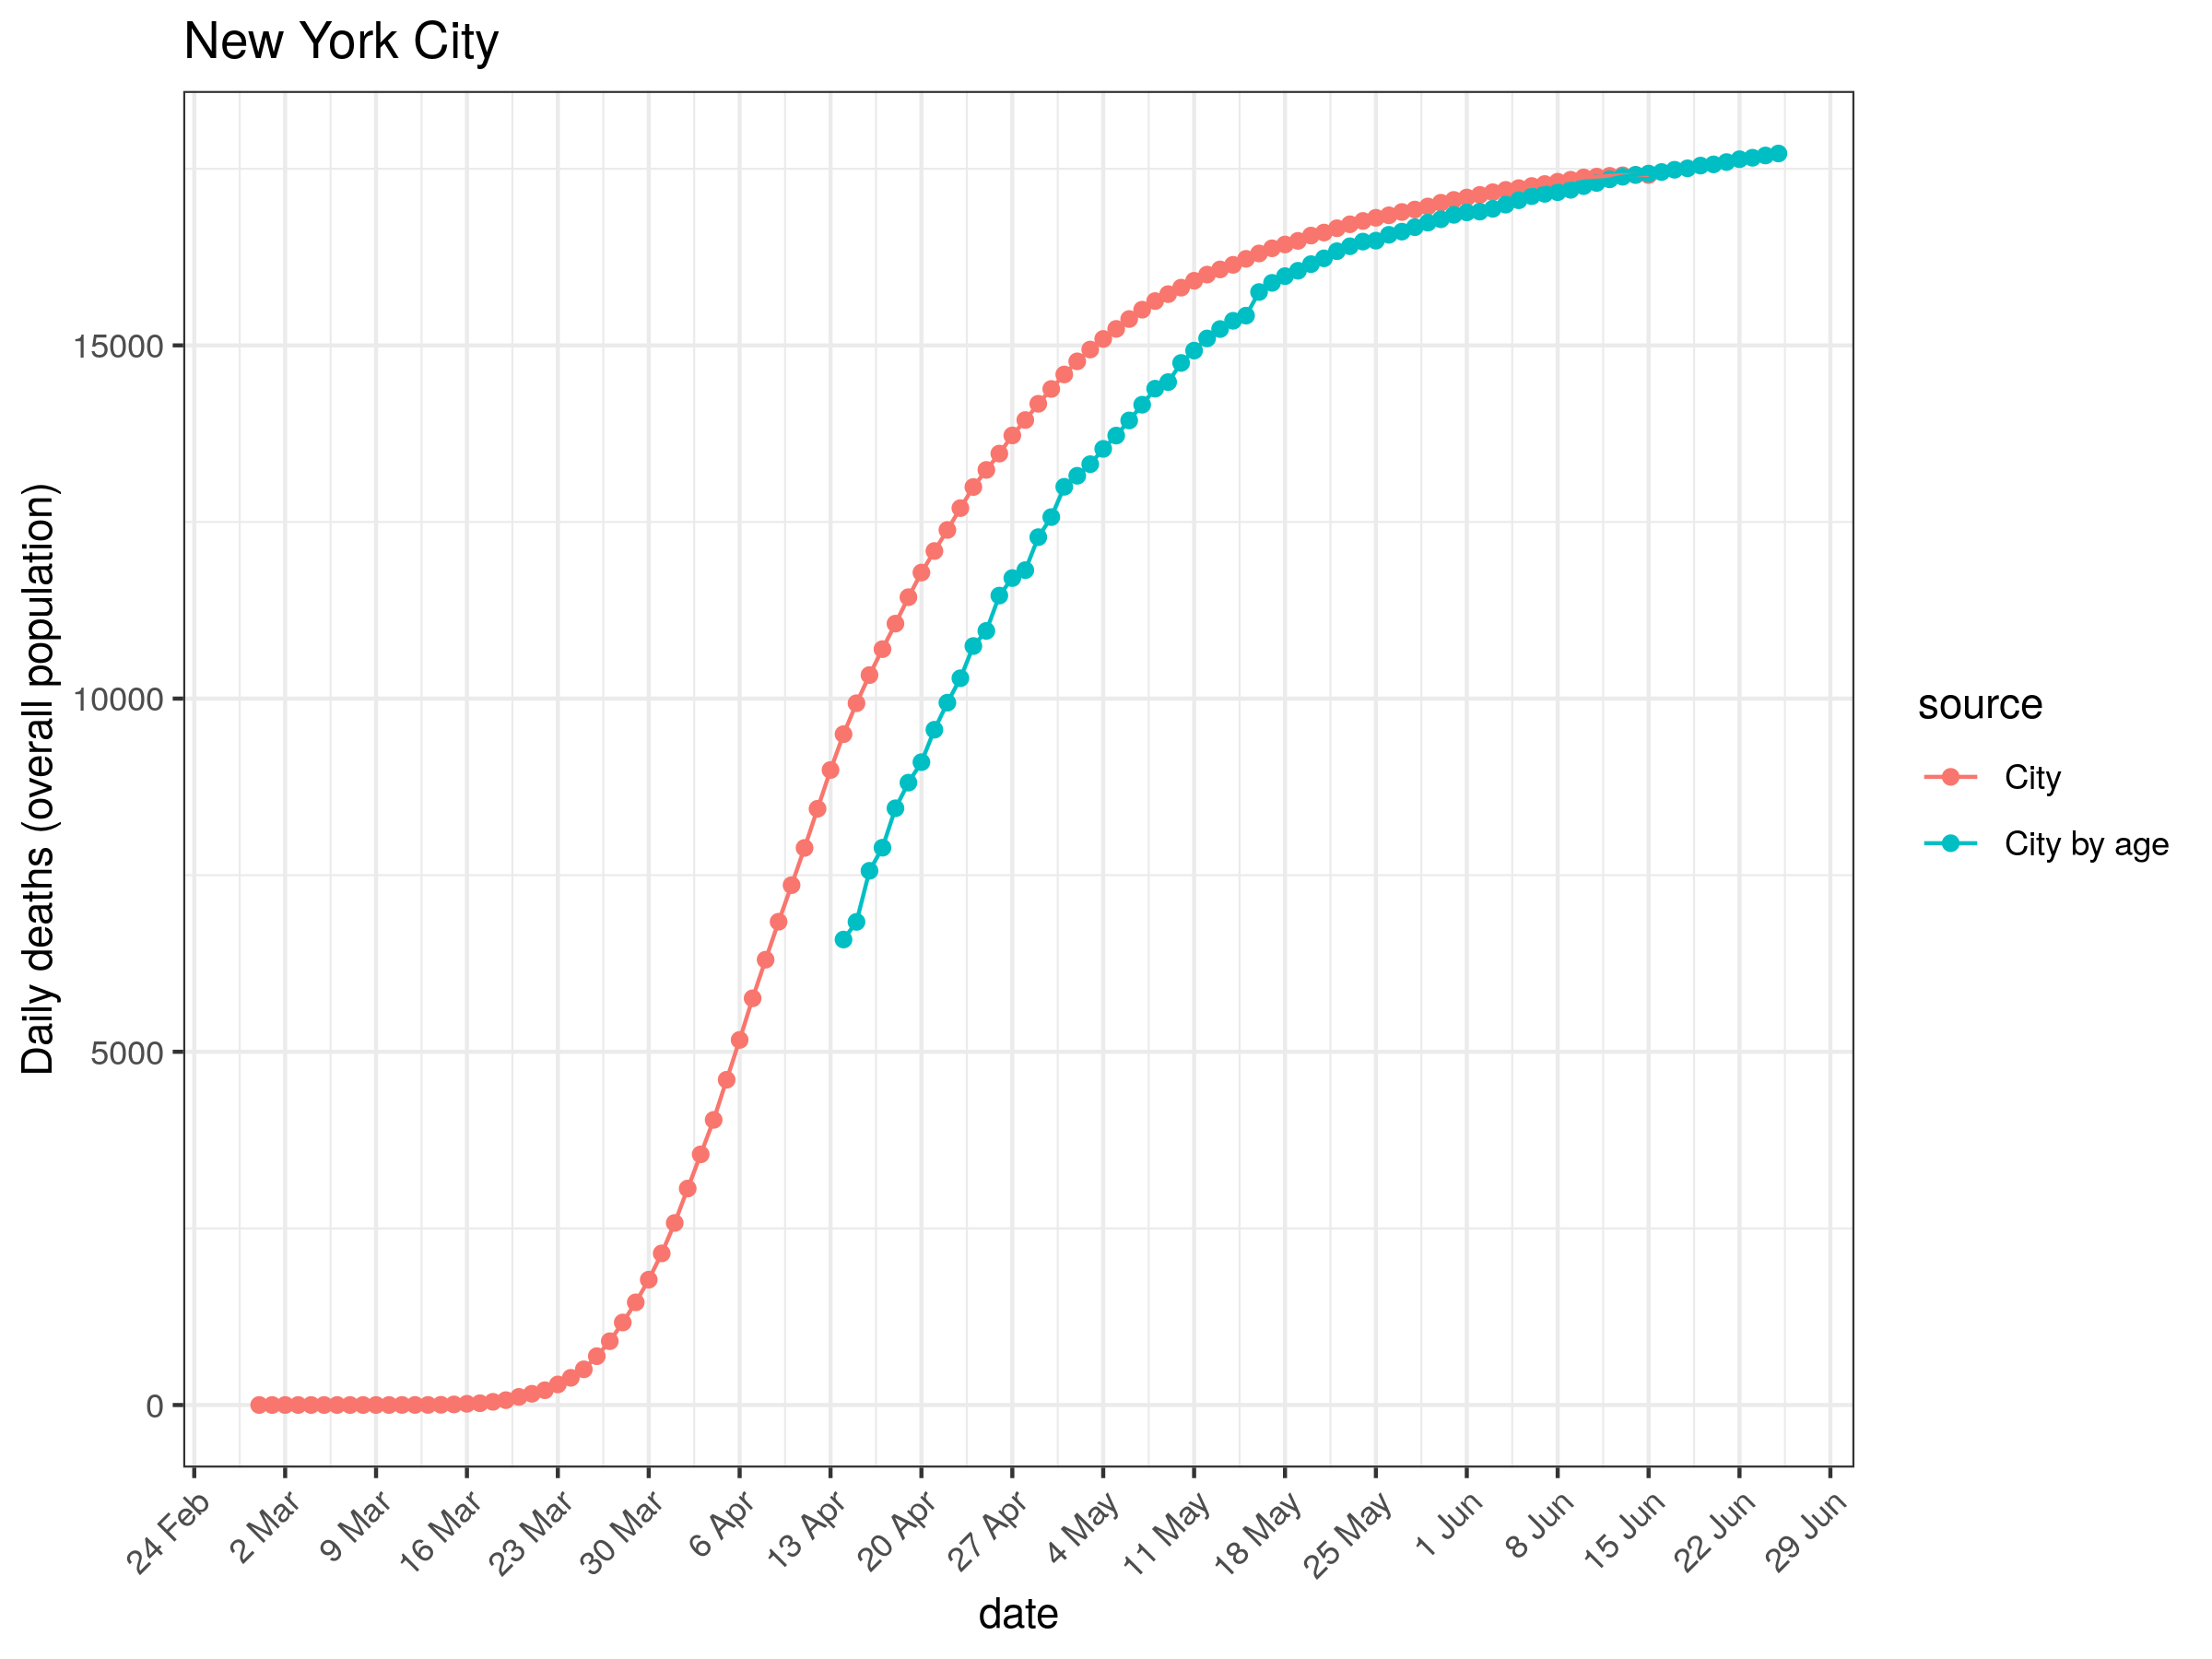 New York City
Daily deaths (overall population)
15000
10000
5000
0
24 Feb
2 Mar
9 Mar
16 Mar
23 Mar
30 Mar
6 Apr
13 Apr
20 Apr
27 Apr
4 May
11 May
18 May
25 May
1 Jun
8 Jun
15 Jun
22 Jun
29 Jun
date
source
City
City by age